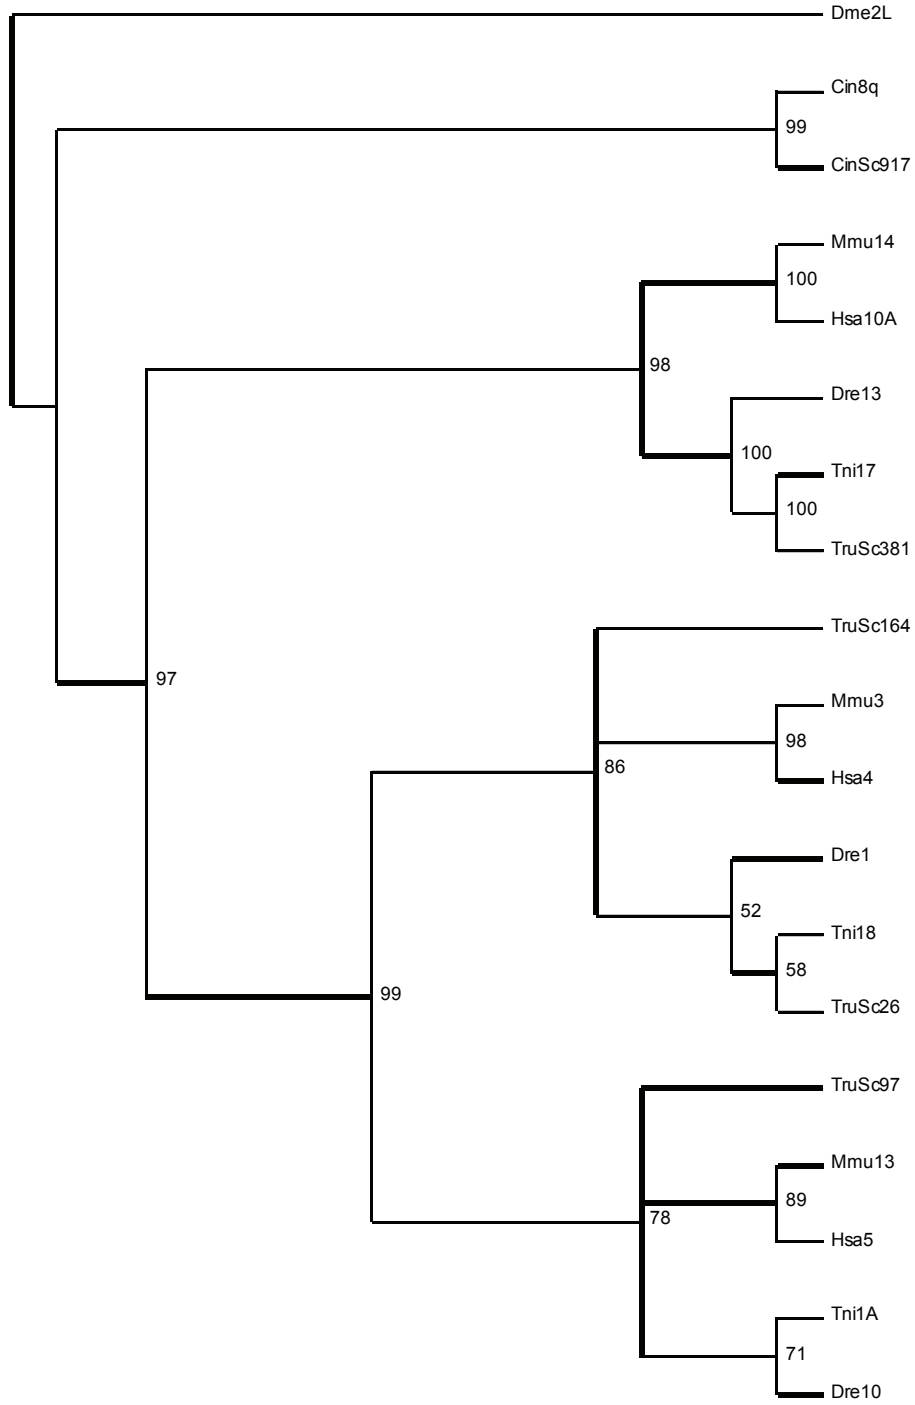 Dme2L
Cin8q
99
CinSc917
Mmu14
100
Hsa10A
98
Dre13
100
Tni17
100
TruSc381
TruSc164
97
Mmu3
98
86
Hsa4
Dre1
52
Tni18
58
99
TruSc26
TruSc97
Mmu13
89
78
Hsa5
Tni1A
71
Dre10